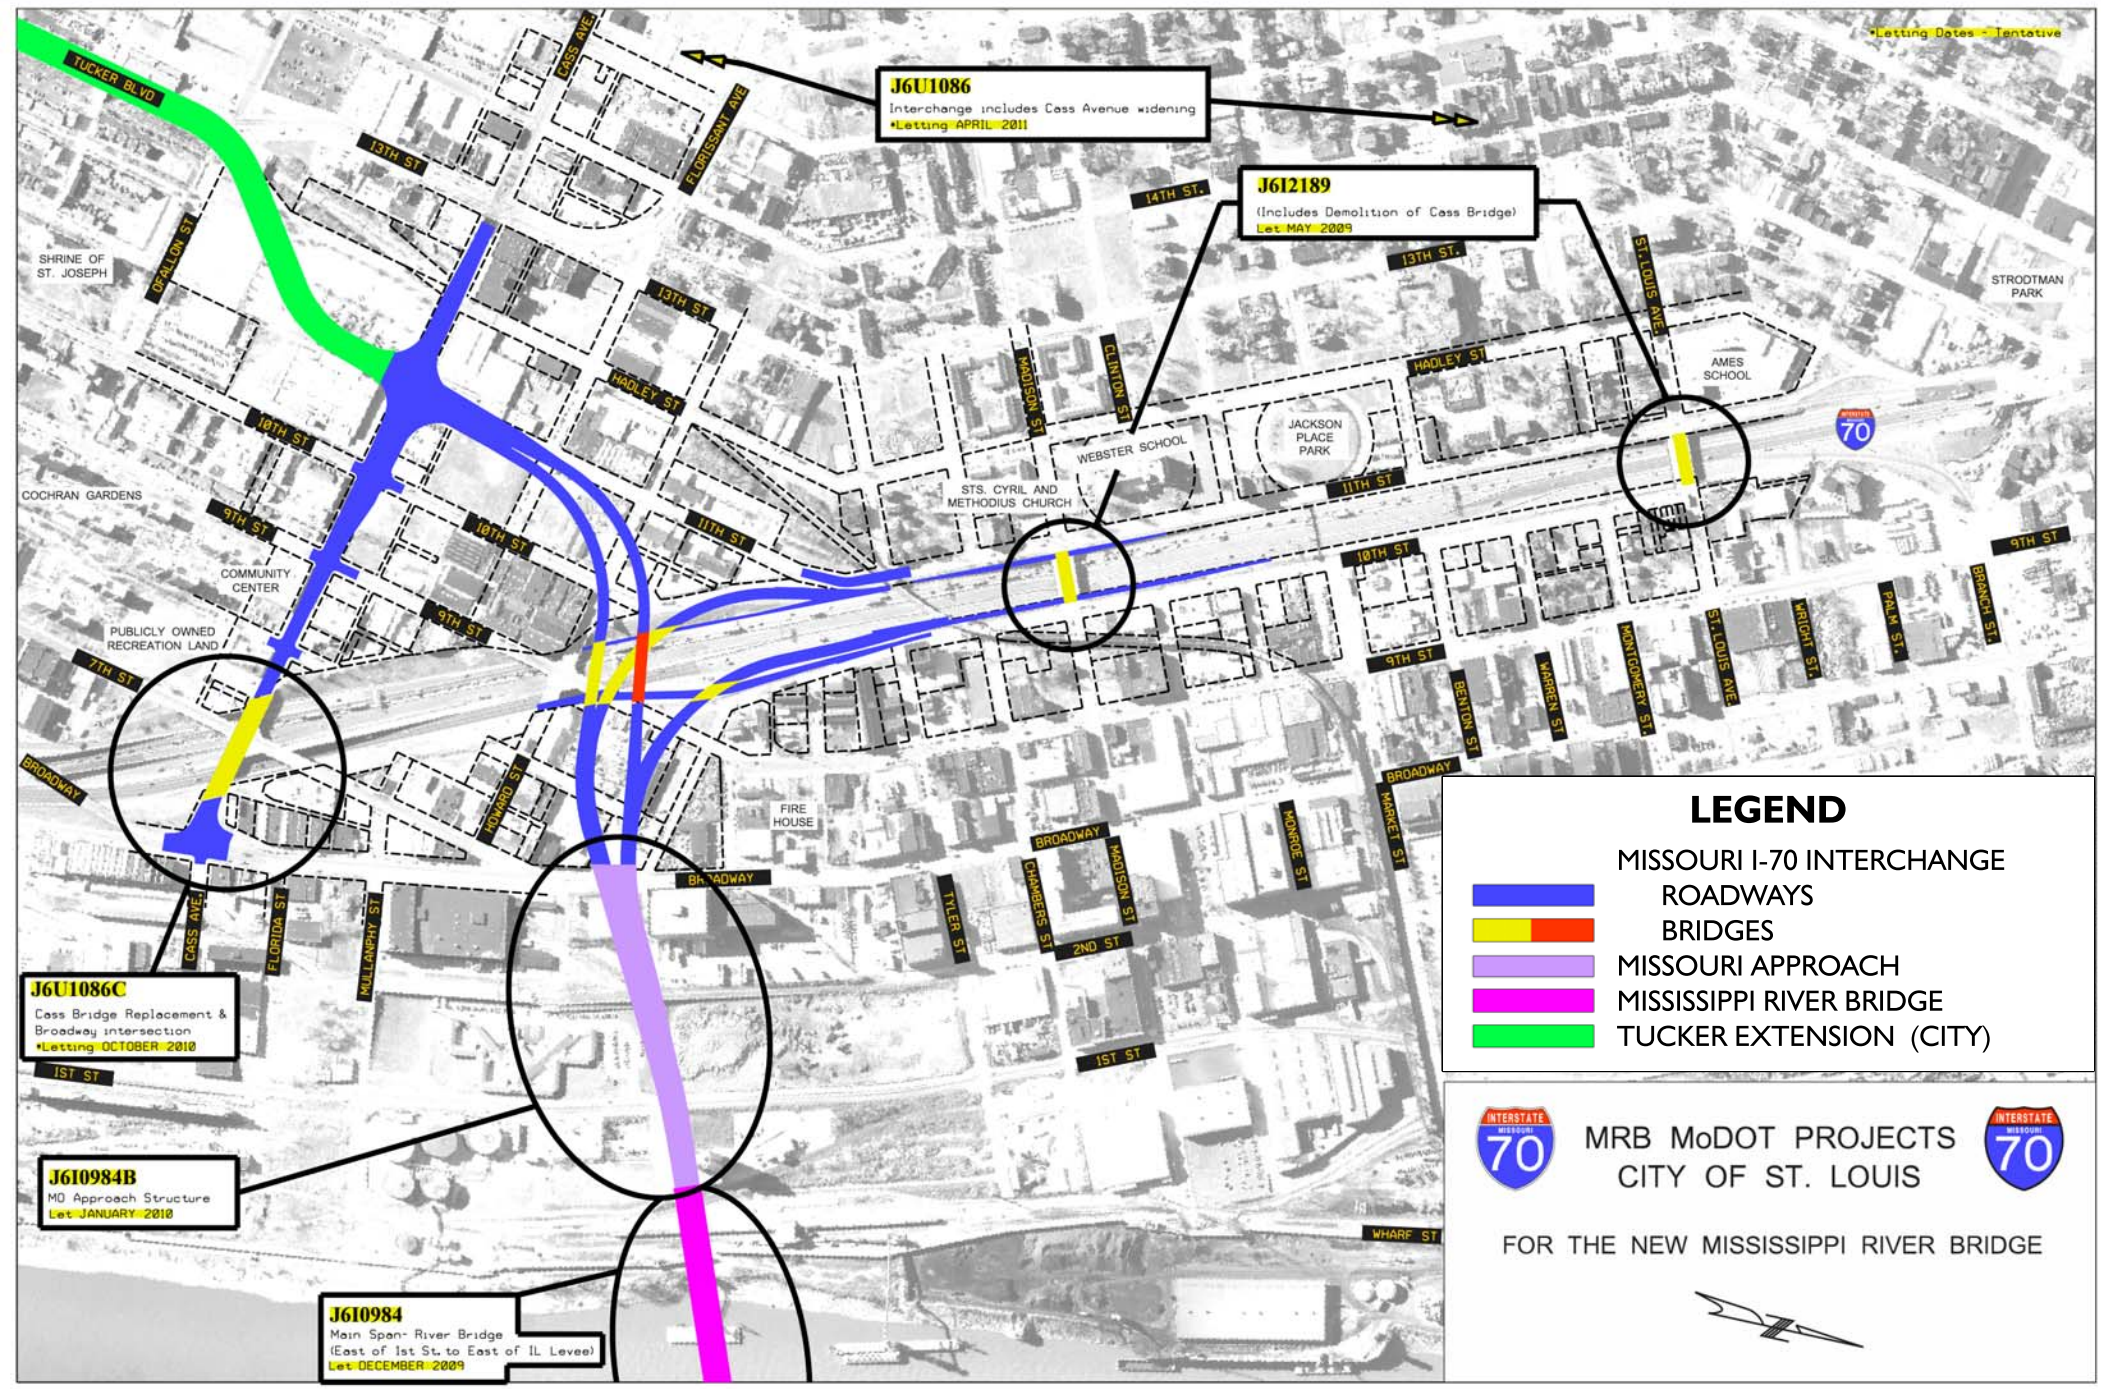 *Letting Dates - Tentative
TUCKER BLVD
CASS AVE.
FLORISSANT AVE
J6U1086
Interchange includes Cass Avenue widening
*Letting APRIL 2011
13TH ST
J6I2189
(Includes Demolition of Cass Bridge)
Let MAY 2009
14TH ST.
13TH ST.
ST. LOUIS AVE.
OFALLON ST
SHRINE OF
ST. JOSEPH
STRODTMAN
PARK
13TH ST
HADLEY ST
MADISON ST
CLINTON ST
HADLEY ST
AMES
SCHOOL
INTERSTATE
70
10TH ST
JACKSON
PLACE
PARK
WEBSTER SCHOOL
COCHRAN GARDENS
STS. CYRIL AND
METHODIUS CHURCH
11TH ST
9TH ST
10TH ST
11TH ST
10TH ST
9TH ST
COMMUNITY
CENTER
9TH ST
PUBLICLY OWNED
RECREATION LAND
7TH ST
9TH ST
BENTON ST
WARREN ST
MONTGOMERY ST.
ST. LOUIS AVE.
WRIGHT ST.
PALM ST.
BRANCH ST.
BROADWAY
HOWARD ST
FIRE
HOUSE
BROADWAY
MARKET ST
MONROE ST
BROADWAY
CHAMBERS ST
MADISON ST
BROADWAY
TYLER ST
2ND ST
CASS AVE.
FLORIDA ST
MULLANPHY ST
1ST ST
LEGEND
MISSOURI I-70 INTERCHANGE
ROADWAYS
BRIDGES
MISSOURI APPROACH
MISSISSIPPI RIVER BRIDGE
TUCKER EXTENSION (CITY)
J6U1086C
Cass Bridge Replacement &
Broadway intersection
*Letting OCTOBER 2010
1ST ST
J6I0984B
MO Approach Structure
Let JANUARY 2010
WHARF ST
J6I0984
Main Span- River Bridge
(East of 1st St. to East of IL Levee)
Let DECEMBER 2009
INTERSTATE
MISSOURI
70
MRB MoDOT PROJECTS
CITY OF ST. LOUIS
INTERSTATE
MISSOURI
70
FOR THE NEW MISSISSIPPI RIVER BRIDGE